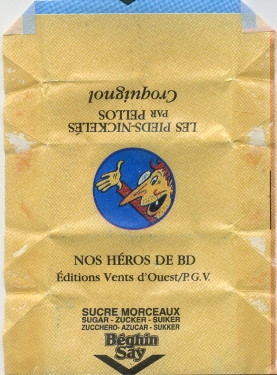 Croquignol
PAR PELLOS
LES PIEDS-NICKELÉS
NOS HÉROS DE BD
Éditions Vents d'Ouest/P.G.V.
SUCRE MORCEAUX
SUGAR - ZUCKER - SUIKER
ZUCCHERO - AZUCAR - SUKKER
Béghin
Say